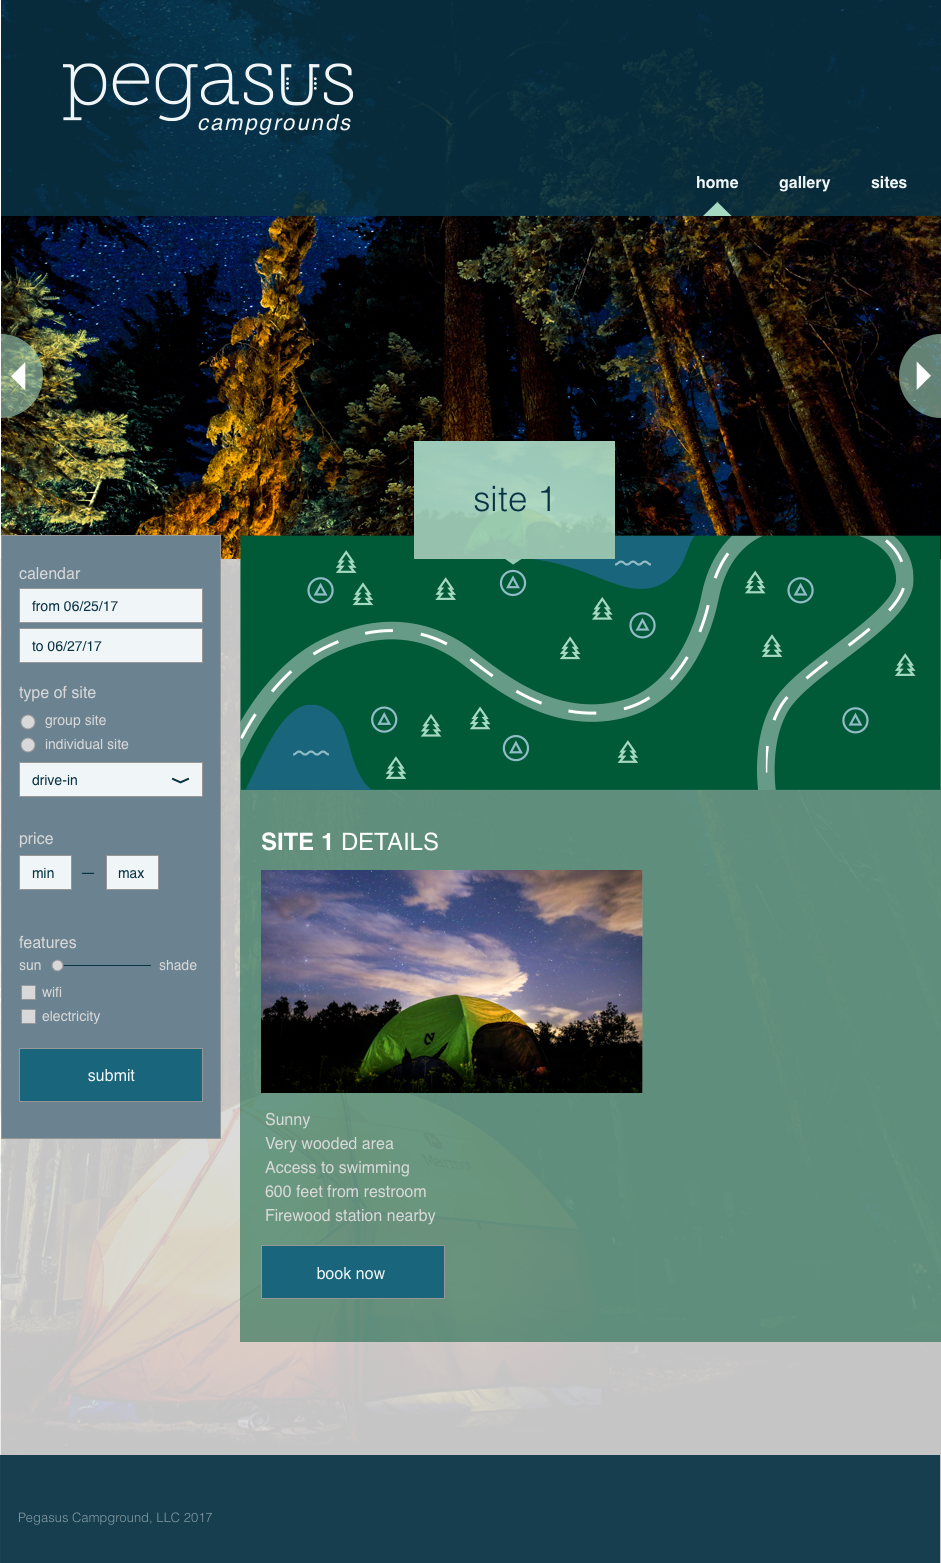 pegasus
campgrounds
home gallery sites
site 1
calendar
from 06/25/17
to 06/27/17
type of site
group site
individual site
drive-in
price
min — max
features
sun shade
wifi
electricity
submit
SITE 1 DETAILS
Sunny
Very wooded area
Access to swimming
600 feet from restroom
Firewood station nearby
book now
Pegasus Campground, LLC 2017